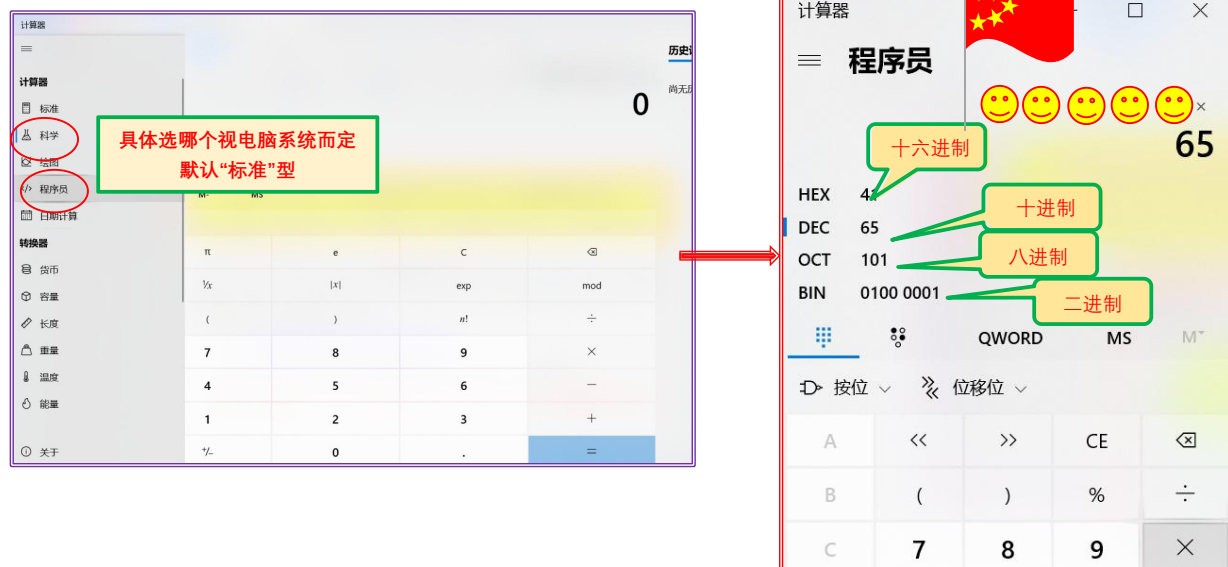 计算器
计算器
标准
科学
绘图
程序员
日期计算
转换器
货币
容量
长度
重量
温度
能量
关于
具体选哪个视电脑系统而定
默认“标准”型
历史
尚无历
0
MS
π e C
⅟x |x| exp mod
( ) n! ÷
7 8 9 ×
4 5 6 −
1 2 3 +
+/− 0 . =
计算器
程序员
×
65
十六进制
HEX 41
十进制
DEC 65
八进制
OCT 101
二进制
BIN 0100 0001
QWORD MS M
按位 位移位
A << >> CE
B ( ) % ÷
C 7 8 9 ×